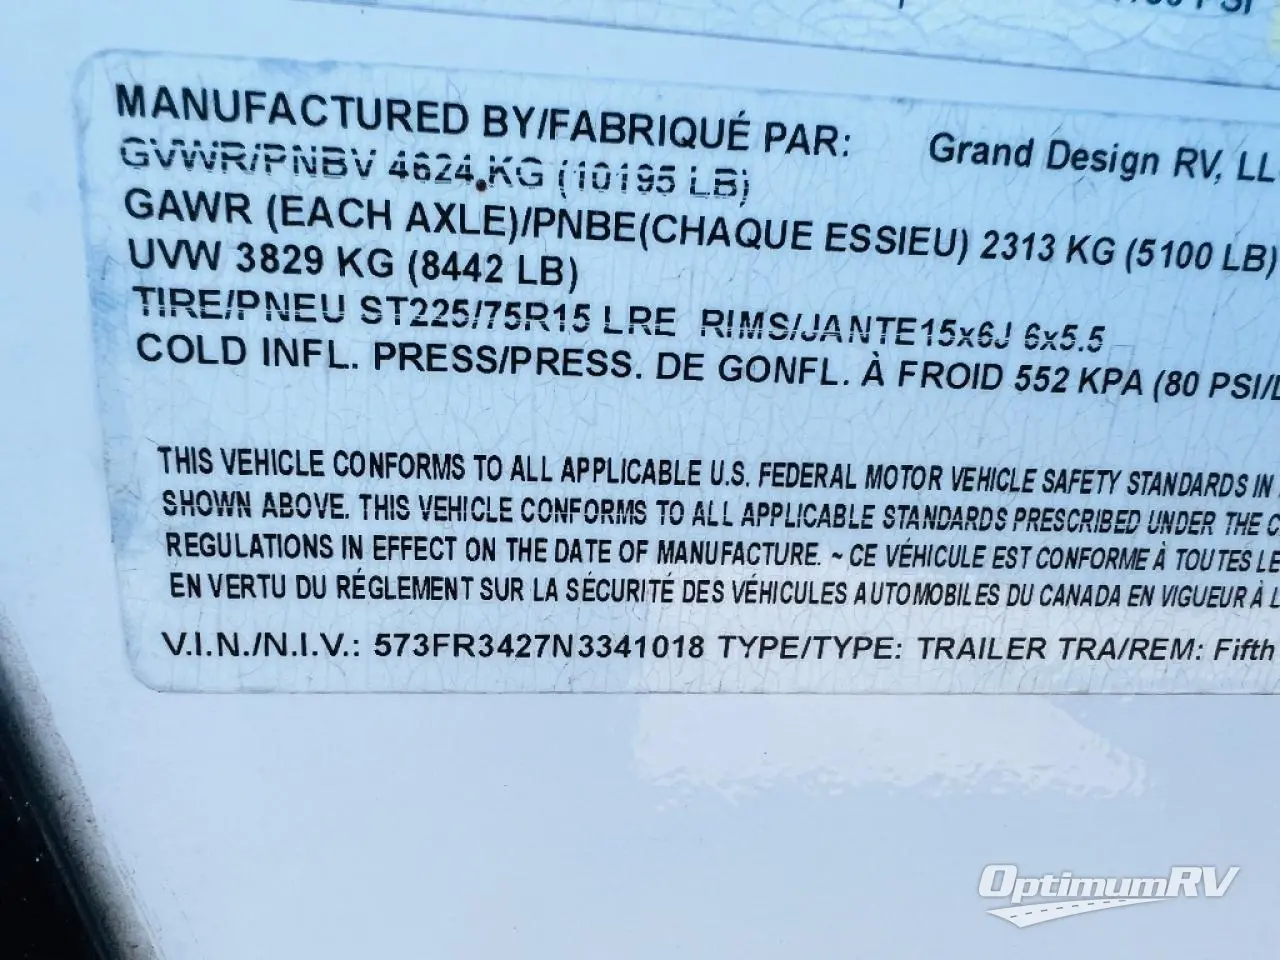 PSI
MANUFACTURED BY/FABRIQUÉ PAR: Grand Design RV, LL
GVWR/PNBV 4624 KG (10195 LB)
GAWR (EACH AXLE)/PNBE(CHAQUE ESSIEU) 2313 KG (5100 LB)
UVW 3829 KG (8442 LB)
TIRE/PNEU ST225/75R15 LRE RIMS/JANTE15x6J 6x5.5
COLD INFL. PRESS/PRESS. DE GONFL. À FROID 552 KPA (80 PSI/
THIS VEHICLE CONFORMS TO ALL APPLICABLE U.S. FEDERAL MOTOR VEHICLE SAFETY STANDARDS IN
SHOWN ABOVE. THIS VEHICLE CONFORMS TO ALL APPLICABLE STANDARDS PRESCRIBED UNDER THE C
REGULATIONS IN EFFECT ON THE DATE OF MANUFACTURE. ~ CE VÉHICULE EST CONFORME À TOUTES LE
EN VERTU DU RÉGLEMENT SUR LA SÉCURITÉ DES VÉHICULES AUTOMOBILES DU CANADA EN VIGUEUR À L
V.I.N./N.I.V.: 573FR3427N3341018 TYPE/TYPE: TRAILER TRA/REM: Fifth
OptimumRV